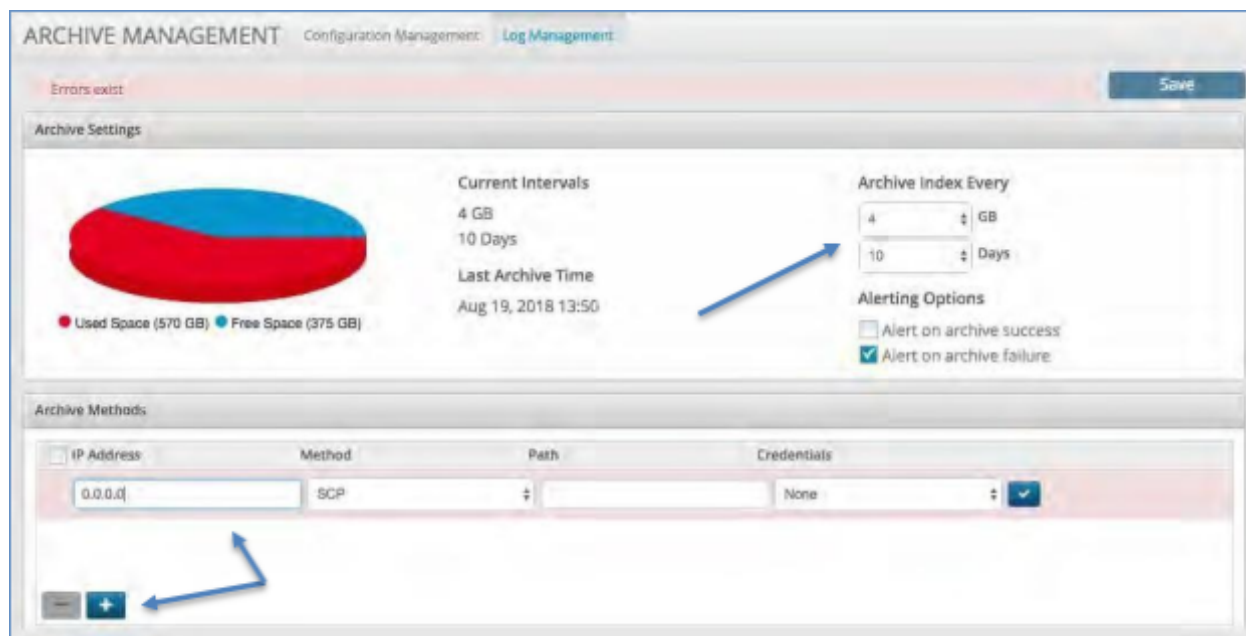 ARCHIVE MANAGEMENT Configuration Management Log Management
Errors exist Save
Archive Settings
Current Intervals
4 GB
10 Days
Last Archive Time
Aug 19, 2018 13:50
Used Space (570 GB) Free Space (375 GB)
Archive Index Every
4 GB
10 Days
Alerting Options
Alert on archive success
Alert on archive failure
Archive Methods
IP Address Method Path Credentials
0.0.0.0 SCP None